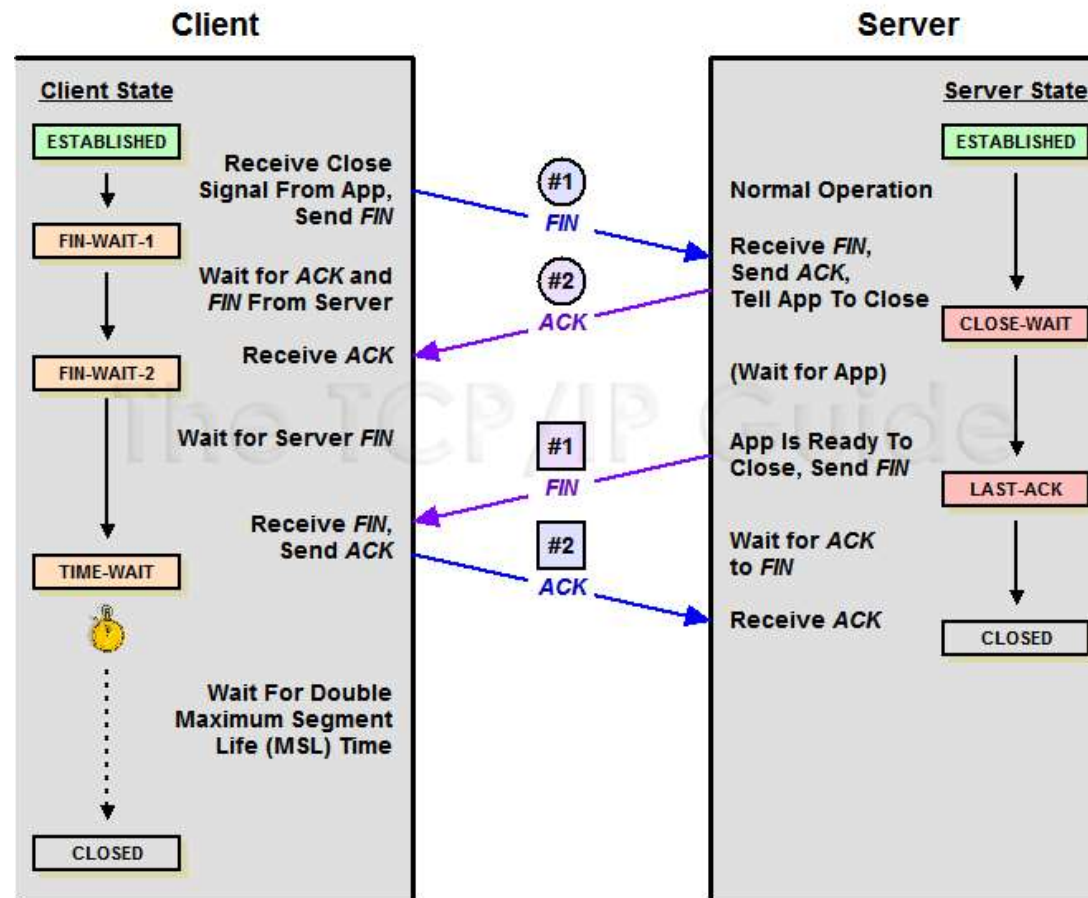 Client
Server
Client State
ESTABLISHED
Receive Close
Signal From App,
Send FIN
FIN-WAIT-1
Wait for ACK and
FIN From Server
Receive ACK
FIN-WAIT-2
Wait for Server FIN
Receive FIN,
Send ACK
TIME-WAIT
Wait For Double
Maximum Segment
Life (MSL) Time
CLOSED
#1
FIN
#2
ACK
#1
FIN
#2
ACK
Server State
ESTABLISHED
Normal Operation
Receive FIN,
Send ACK,
Tell App To Close
CLOSE-WAIT
(Wait for App)
App Is Ready To
Close, Send FIN
LAST-ACK
Wait for ACK
to FIN
Receive ACK
CLOSED
The TCP/IP Guide